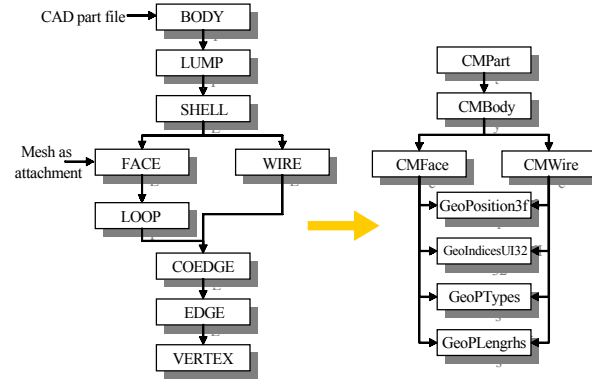 CAD part file
BODY
LUMP
SHELL
Mesh as
attachment
FACE
WIRE
LOOP
COEDGE
EDGE
VERTEX
CMPart
CMBody
CMFace
CMWire
GeoPosition3f
GeoIndicesUI32
GeoPTypes
GeoPLengrhs